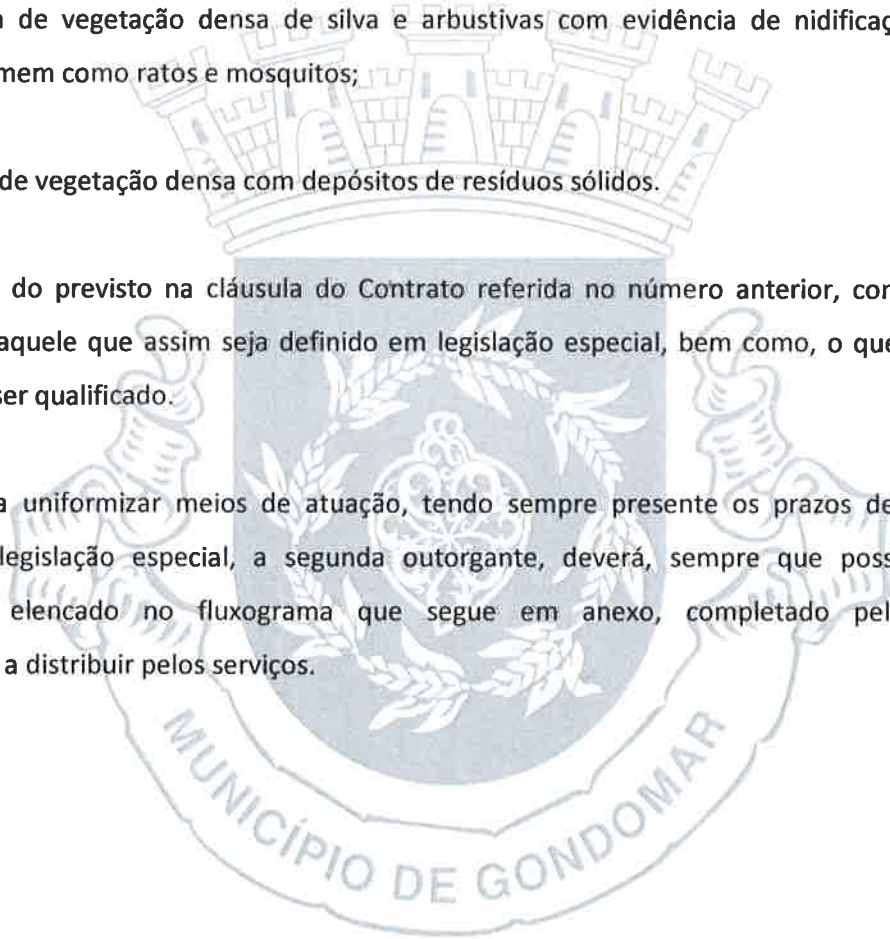 de vegetação densa de silva e arbustivas com evidência de nidificaç
mem como ratos e mosquitos;
de vegetação densa com depósitos de resíduos sólidos.
do previsto na cláusula do Contrato referida no número anterior, con
aquele que assim seja definido em legislação especial, bem como, o que
ser qualificado.
a uniformizar meios de atuação, tendo sempre presente os prazos de
legislação especial, a segunda outorgante, deverá, sempre que poss
elencado no fluxograma que segue em anexo, completado pel
a distribuir pelos serviços.
MUNICÍPIO DE GONDOMAR